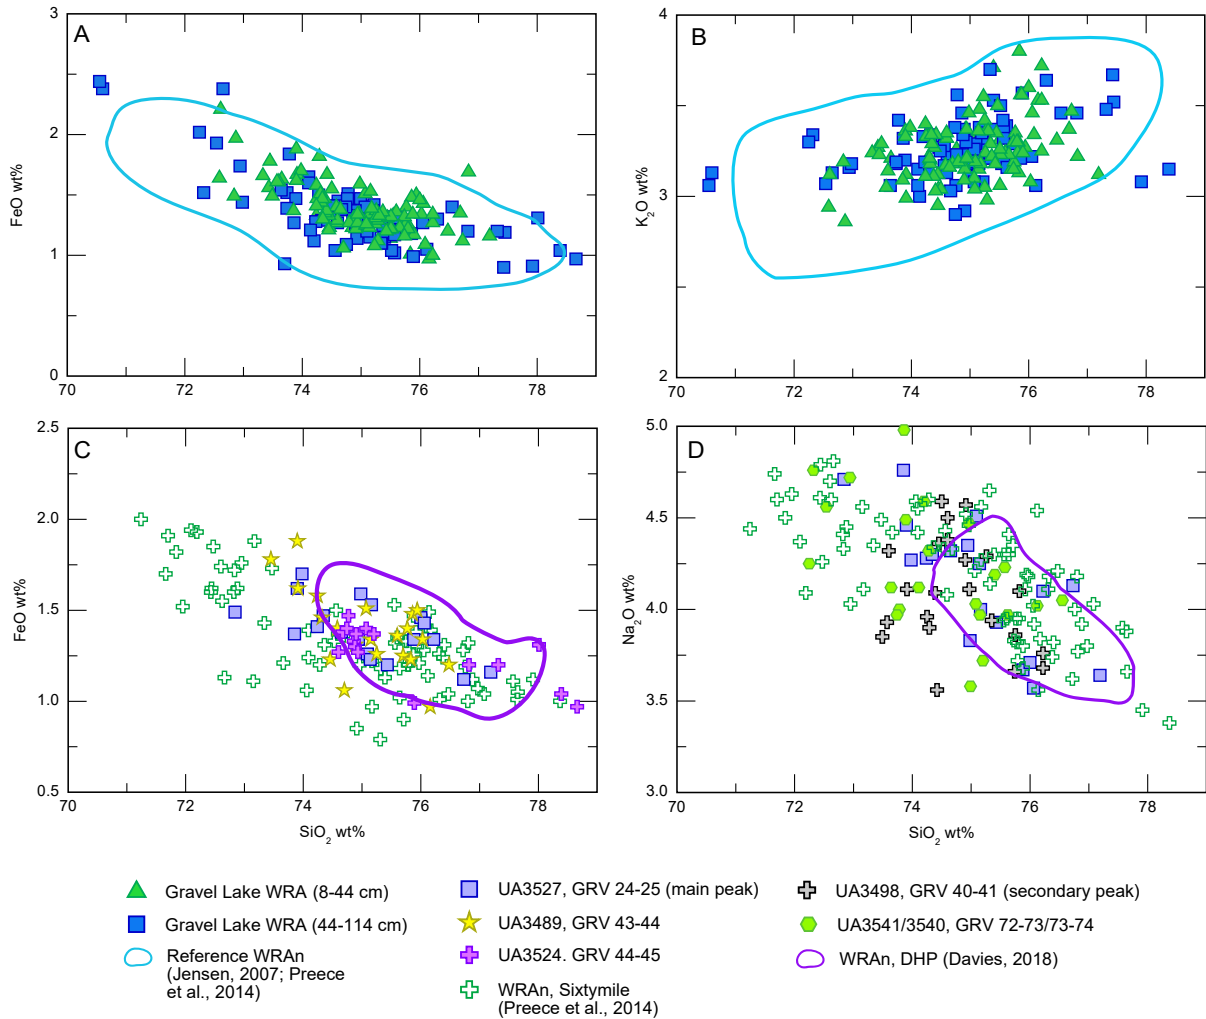 A
3
2
1
0
FeO wt%
70
72
74
76
78
B
4
3
2
K2O wt%
70
72
74
76
78
C
2.5
2.0
1.5
1.0
0.5
FeO wt%
70
72
74
76
78
SiO2 wt%
D
5.0
4.5
4.0
3.5
3.0
Na2O wt%
70
72
74
76
78
SiO2 wt%
Gravel Lake WRA (8-44 cm)
Gravel Lake WRA (44-114 cm)
Reference WRAn
(Jensen, 2007; Preece
et al., 2014)
UA3527, GRV 24-25 (main peak)
UA3489, GRV 43-44
UA3524. GRV 44-45
WRAn, Sixtymile
(Preece et al., 2014)
UA3498, GRV 40-41 (secondary peak)
UA3541/3540, GRV 72-73/73-74
WRAn, DHP (Davies, 2018)